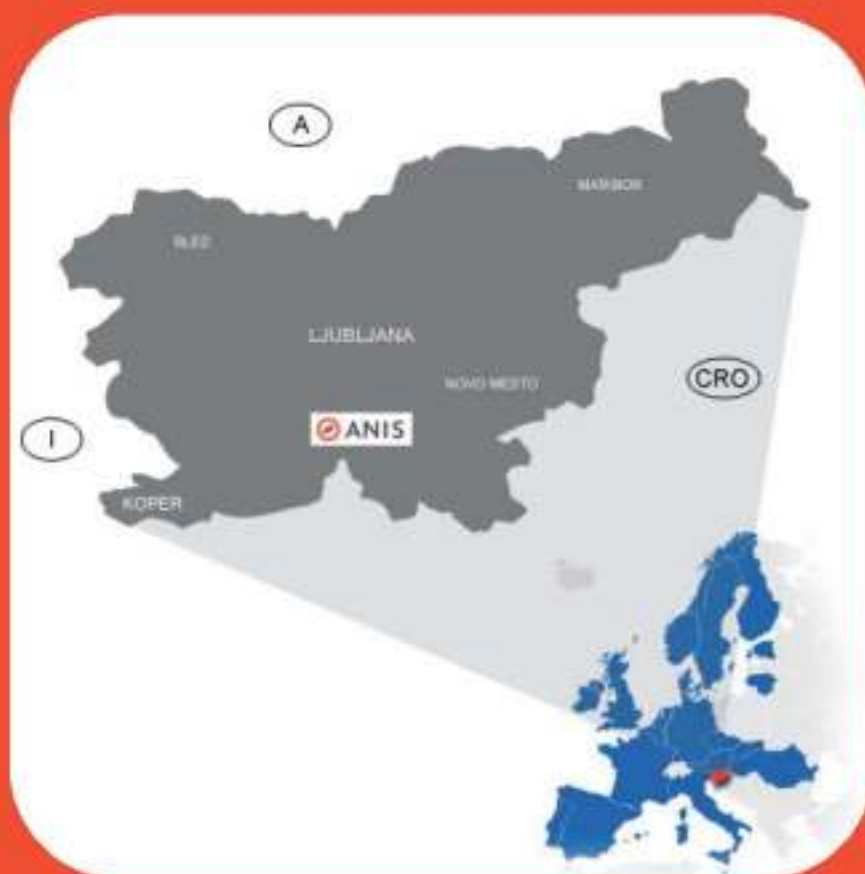 A
MARIBOR
BLED
LJUBLJANA
CRO
NOVO MESTO
ANIS
I
KOPER